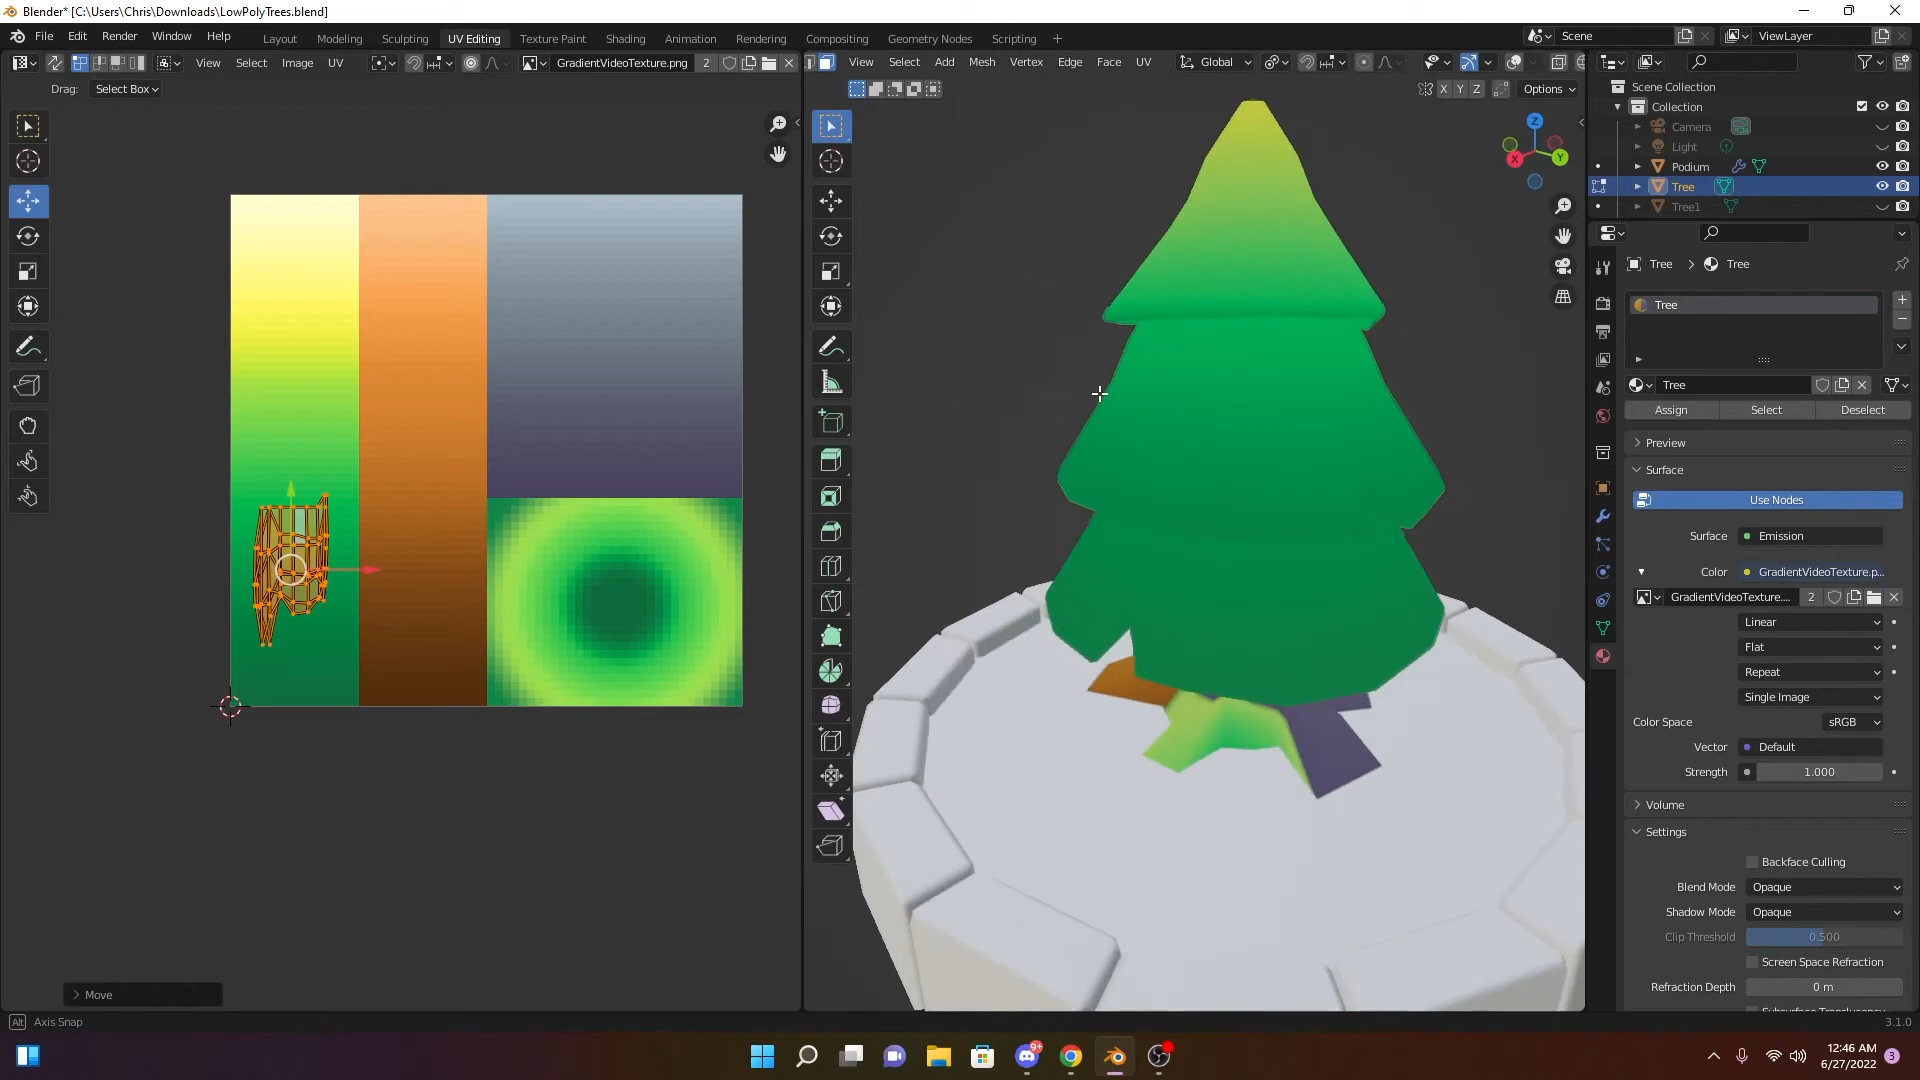 Blender* [C:\Users\Chris\Downloads\LowPolyTrees.blend]
File Edit Render Window Help Layout Modeling Sculpting UV Editing Texture Paint Shading Animation Rendering Compositing Geometry Nodes Scripting + Scene ViewLayer
View Select Image UV GradientVideoTexture.png 2
View Select Add Mesh Vertex Edge Face UV Global
Drag: Select Box
X Y Z Options
Scene Collection
Collection
Camera
Light
Podium
Tree
Tree1
Z
X Y
Tree > Tree
Tree
Tree
Assign Select Deselect
Preview
Surface
Use Nodes
Surface Emission
Color GradientVideoTexture.p...
GradientVideoTexture.... 2
Linear
Flat
Repeat
Single Image
Color Space sRGB
Vector Default
Strength 1.000
Volume
Settings
Backface Culling
Blend Mode Opaque
Shadow Mode Opaque
Clip Threshold 0.500
Screen Space Refraction
Refraction Depth 0 m
Subsurface Translucency
> Move
Alt Axis Snap
3.1.0
9+
12:46 AM
6/27/2022
3